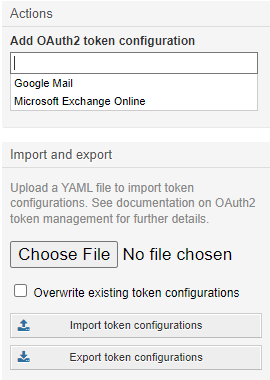 Actions
Add OAuth2 token configuration
Google Mail
Microsoft Exchange Online
Import and export
Upload a YAML file to import token
configurations. See documentation on OAuth2
token management for further details.
Choose File No file chosen
Overwrite existing token configurations
Import token configurations
Export token configurations